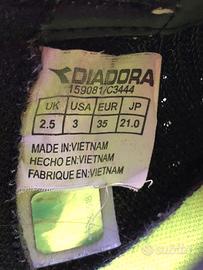 DIADORA
159081/C3444
UK USA EUR JP
2.5 3 35 21.0
MADE IN:VIETNAM
HECHO EN:VIETNAM
FABRIQUE EN:VIETNAM
subito